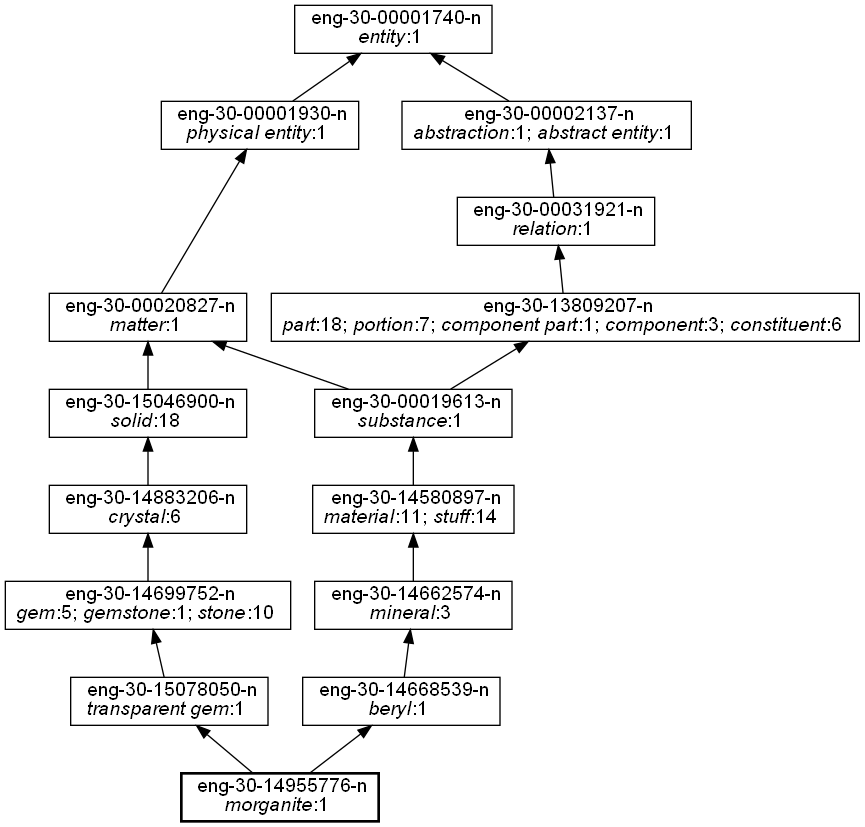 eng-30-00001740-n
entity:1
eng-30-00001930-n
physical entity:1
eng-30-00002137-n
abstraction:1; abstract entity:1
eng-30-00031921-n
relation:1
eng-30-00020827-n
matter:1
eng-30-13809207-n
part:18; portion:7; component part:1; component:3; constituent:6
eng-30-15046900-n
solid:18
eng-30-00019613-n
substance:1
eng-30-14883206-n
crystal:6
eng-30-14580897-n
material:11; stuff:14
eng-30-14699752-n
gem:5; gemstone:1; stone:10
eng-30-14662574-n
mineral:3
eng-30-15078050-n
transparent gem:1
eng-30-14668539-n
beryl:1
eng-30-14955776-n
morganite:1